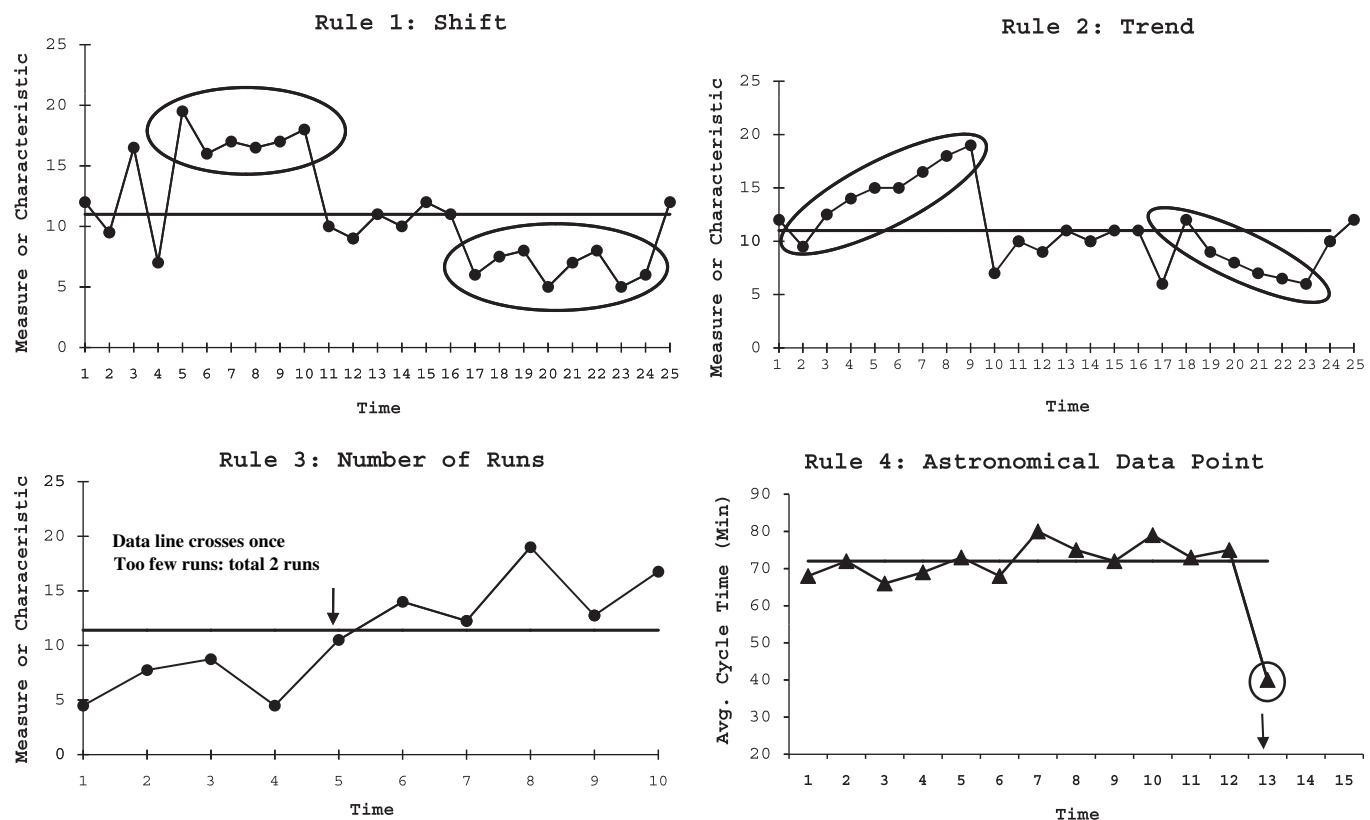 Rule 1: Shift
Measure or Characteristic
25
20
15
10
5
0
1 2 3 4 5 6 7 8 9 10 11 12 13 14 15 16 17 18 19 20 21 22 23 24 25
Time
Rule 2: Trend
Measure or Characteristic
25
20
15
10
5
0
1 2 3 4 5 6 7 8 9 10 11 12 13 14 15 16 17 18 19 20 21 22 23 24 25
Time
Rule 3: Number of Runs
Measure or Characeristic
25
20
15
10
5
0
Data line crosses once
Too few runs: total 2 runs
1 2 3 4 5 6 7 8 9 10
Time
Rule 4: Astronomical Data Point
Avg. Cycle Time (Min)
90
80
70
60
50
40
30
20
1 2 3 4 5 6 7 8 9 10 11 12 13 14 15
Time